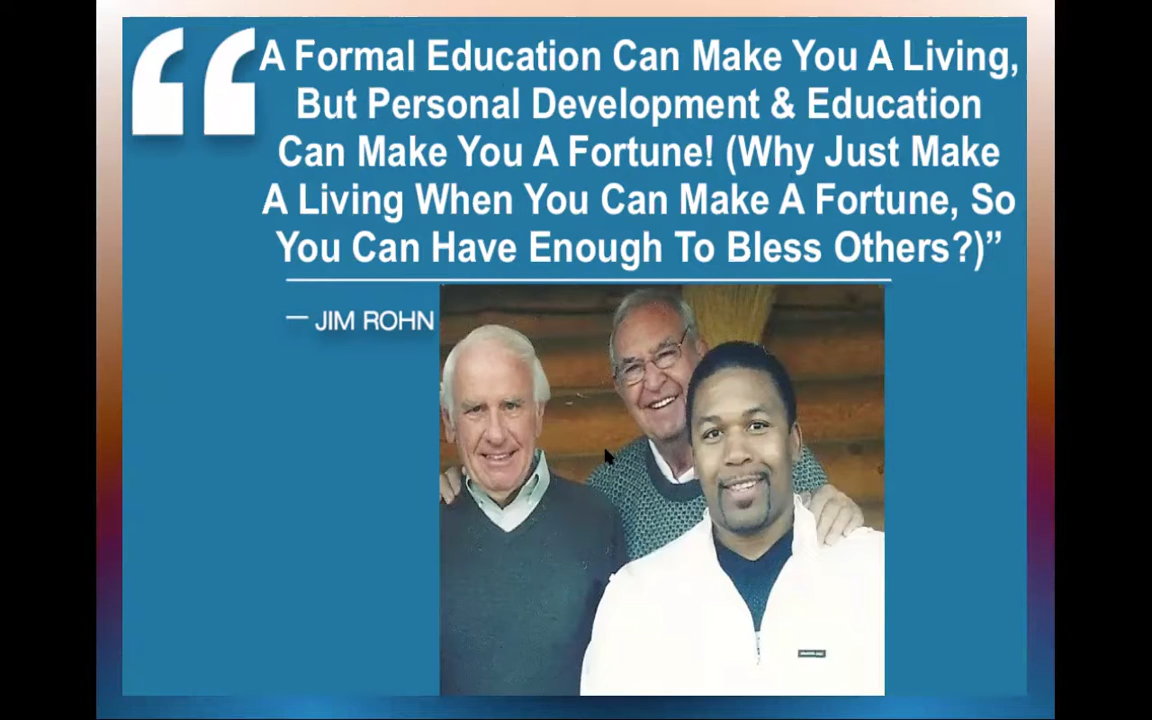 “A Formal Education Can Make You A Living,
But Personal Development & Education
Can Make You A Fortune! (Why Just Make
A Living When You Can Make A Fortune, So
You Can Have Enough To Bless Others?)”
— JIM ROHN